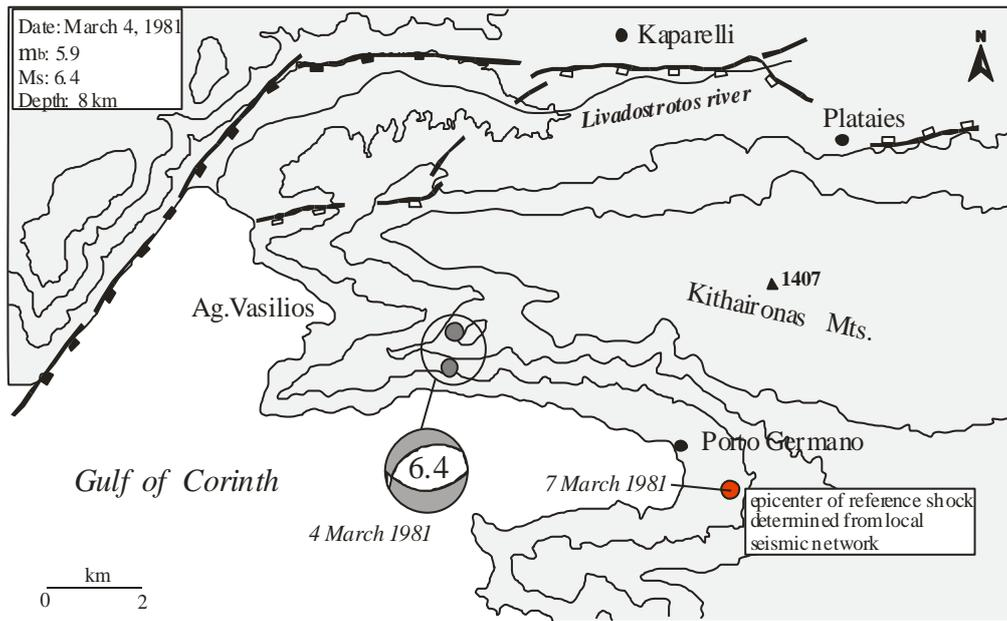 Date: March 4, 1981
mb: 5.9
Ms: 6.4
Depth: 8 km
Kaparelli
N
Livadostrotos river
Plataies
1407
Kithaironas Mts.
Ag.Vasilios
6.4
Porto Germano
Gulf of Corinth
7 March 1981
epicenter of reference shock
determined from local
seismic network
4 March 1981
km
0 2